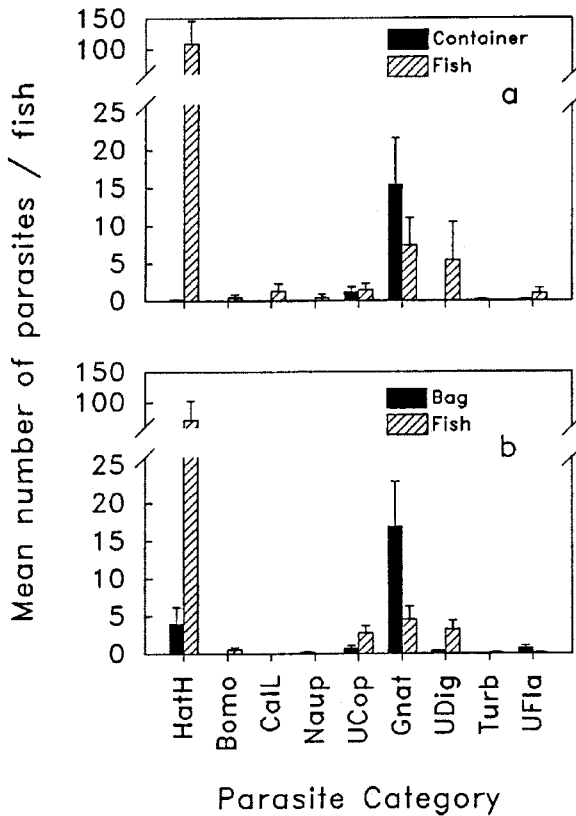 Mean number of parasites / fish
150
100
25
20
15
10
5
0
Container
Fish
a
150
100
25
20
15
10
5
0
Bag
Fish
b
HatH
Bomo
CalL
Naup
UCop
Gnat
UDig
Turb
UFla
Parasite Category